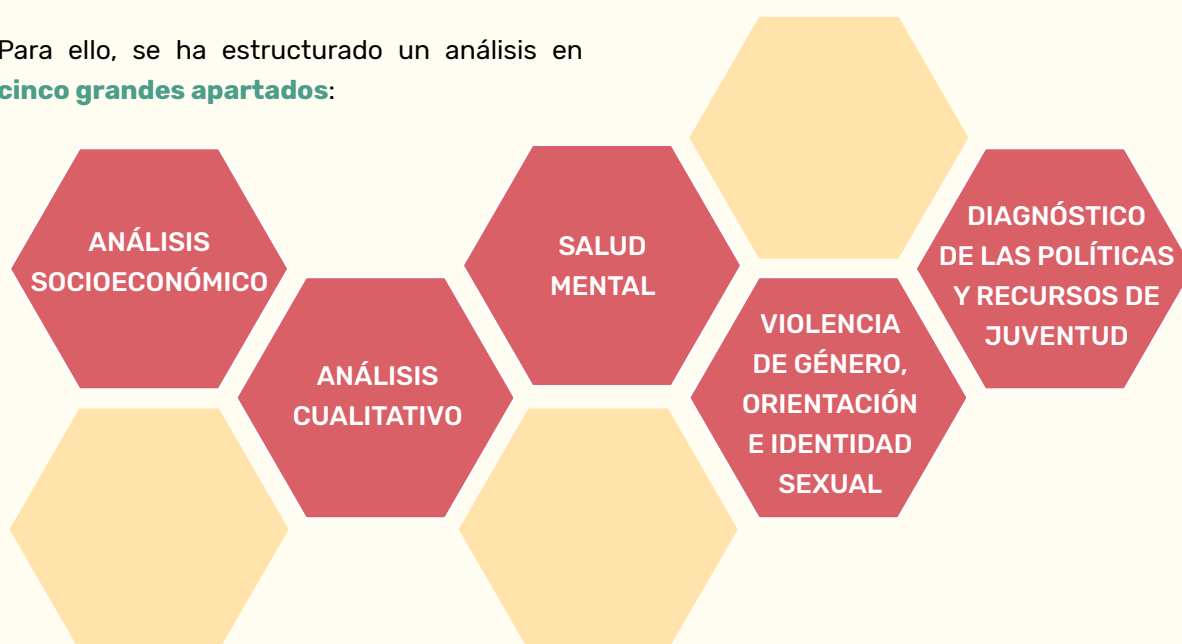 Para ello, se ha estructurado un análisis en
cinco grandes apartados:
ANÁLISIS
SOCIOECONÓMICO
ANÁLISIS
CUALITATIVO
SALUD
MENTAL
VIOLENCIA
DE GÉNERO,
ORIENTACIÓN
E IDENTIDAD
SEXUAL
DIAGNÓSTICO
DE LAS POLÍTICAS
Y RECURSOS DE
JUVENTUD